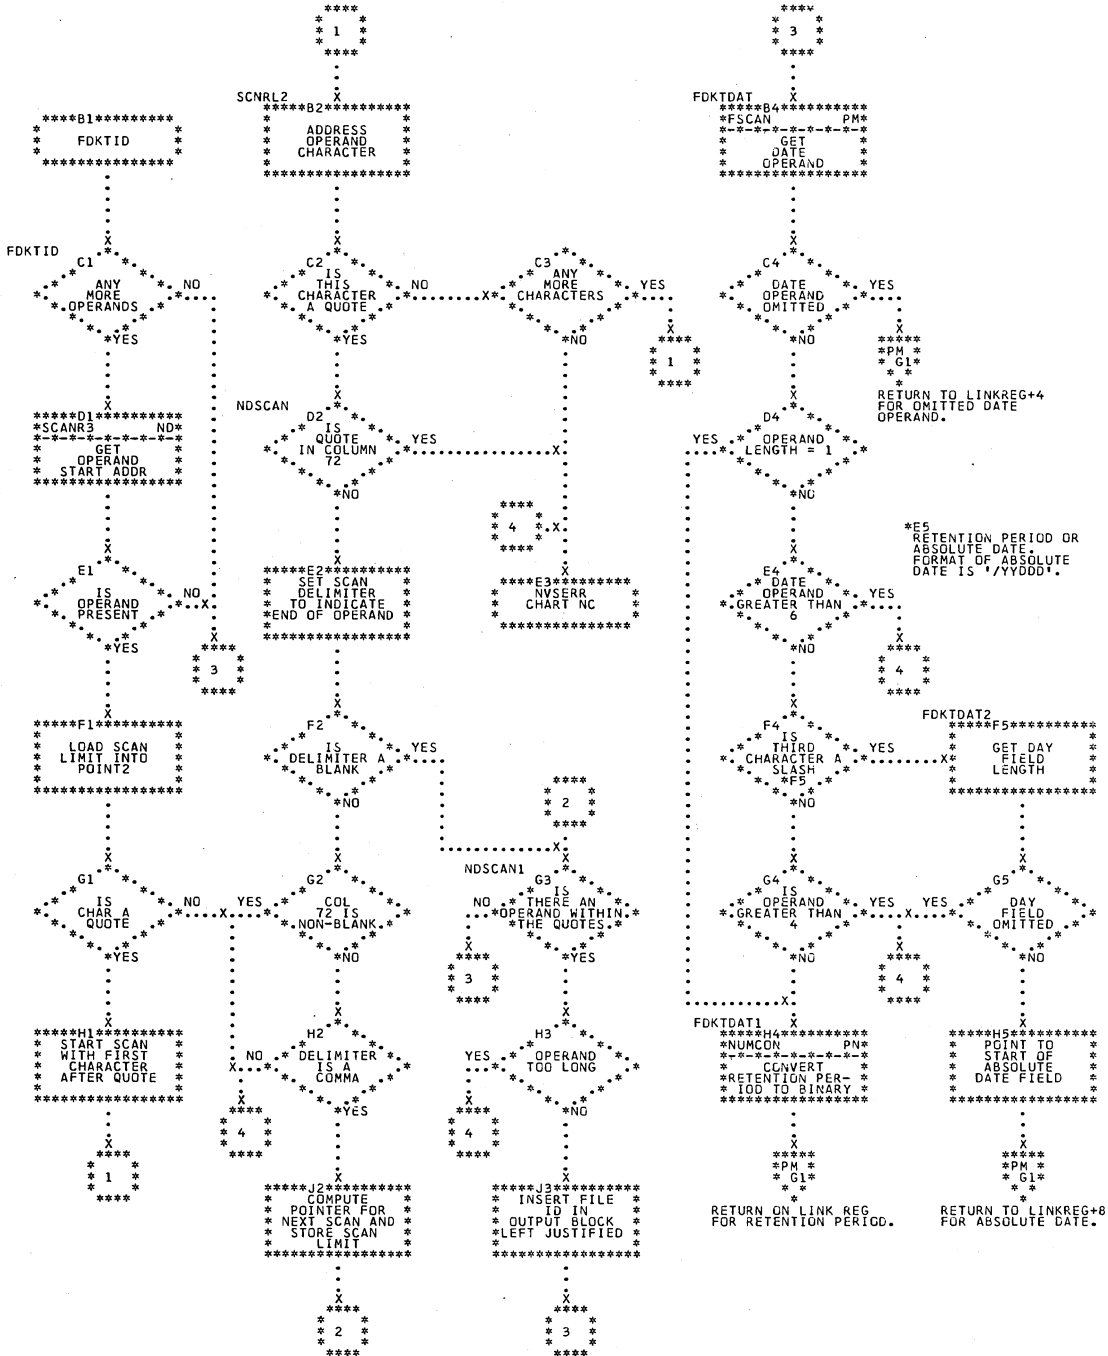 1
3
SCNRL2
B2
ADDRESS
OPERAND
CHARACTER
FDKTDAT
B4
*FSCAN PM*
GET
DATE
OPERAND
B1
FDKTID
FDKTID
C1
ANY
MORE
OPERANDS
NO
YES
C2
IS
THIS
CHARACTER
A QUOTE
NO
YES
C3
ANY
MORE
CHARACTERS
YES
NO
1
C4
DATE
OPERAND
OMITTED
YES
NO
*PM *
G1*
RETURN TO LINKREG+4
FOR OMITTED DATE
OPERAND.
D1
*SCANR3 ND*
GET
OPERAND
START ADDR
NDSCAN
D2
IS
QUOTE
IN COLUMN
72
YES
NO
D4
OPERAND
LENGTH = 1
YES
NO
4
*E5
RETENTION PERIOD OR
ABSOLUTE DATE.
FORMAT OF ABSOLUTE
DATE IS '/YYDDD'.
E1
IS
OPERAND
PRESENT
NO
YES
3
E2
SET SCAN
DELIMITER
TO INDICATE
*END OF OPERAND*
E3
NVSERR
CHART NC
E4
DATE
OPERAND
GREATER THAN
6
YES
NO
4
F1
LOAD SCAN
LIMIT INTO
POINT2
F2
IS
DELIMITER A
BLANK
YES
NO
2
F4
IS
THIRD
CHARACTER A
SLASH
*F5
YES
NO
FDKTDAT2
F5
GET DAY
FIELD
LENGTH
G1
IS
CHAR A
QUOTE
NO
YES
G2
COL
72 IS
NON-BLANK
YES
NO
NDSCAN1
G3
IS
THERE AN
OPERAND WITHIN
THE QUOTES
NO
YES
3
G4
IS
OPERAND
GREATER THAN
4
YES
NO
4
G5
DAY
FIELD
OMITTED
YES
NO
H1
START SCAN
WITH FIRST
CHARACTER
AFTER QUOTE
1
H2
DELIMITER
IS A
COMMA
NO
YES
4
H3
OPERAND
TOO LONG
YES
NO
4
FDKTDAT1
H4
*NUMCON PN*
CONVERT
*RETENTION PER-
IOD TO BINARY
H5
POINT TO
START OF
ABSOLUTE
DATE FIELD
J2
COMPUTE
POINTER FOR
NEXT SCAN AND
STORE SCAN
LIMIT
2
J3
INSERT FILE
ID IN
OUTPUT BLOCK
*LEFT JUSTIFIED
3
*PM *
G1*
RETURN ON LINK REG
FOR RETENTION PERIOD.
*PM *
G1*
RETURN TO LINKREG+8
FOR ABSOLUTE DATE.